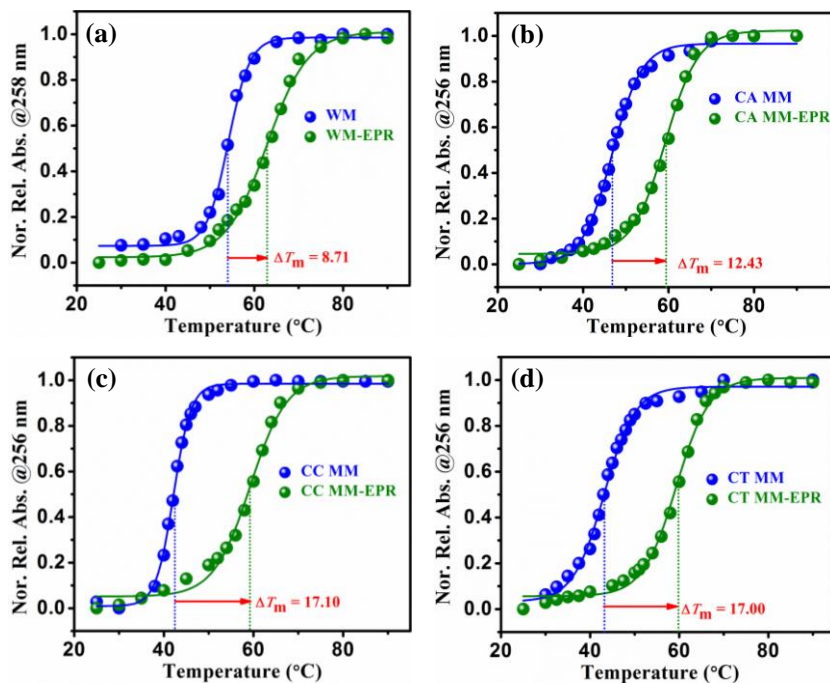 (a)
Nor. Rel. Abs. @258 nm
1.0
0.8
0.6
0.4
0.2
0.0
WM
WM-EPR
ΔTm = 8.71
20 40 60 80
Temperature (°C)
(b)
Nor. Rel. Abs. @256 nm
1.0
0.8
0.6
0.4
0.2
0.0
CA MM
CA MM-EPR
ΔTm = 12.43
20 40 60 80
Temperature (°C)
(c)
Nor. Rel. Abs. @256 nm
1.0
0.8
0.6
0.4
0.2
0.0
CC MM
CC MM-EPR
ΔTm = 17.10
20 40 60 80
Temperature (°C)
(d)
Nor. Rel. Abs. @256 nm
1.0
0.8
0.6
0.4
0.2
0.0
CT MM
CT MM-EPR
ΔTm = 17.00
20 40 60 80
Temperature (°C)